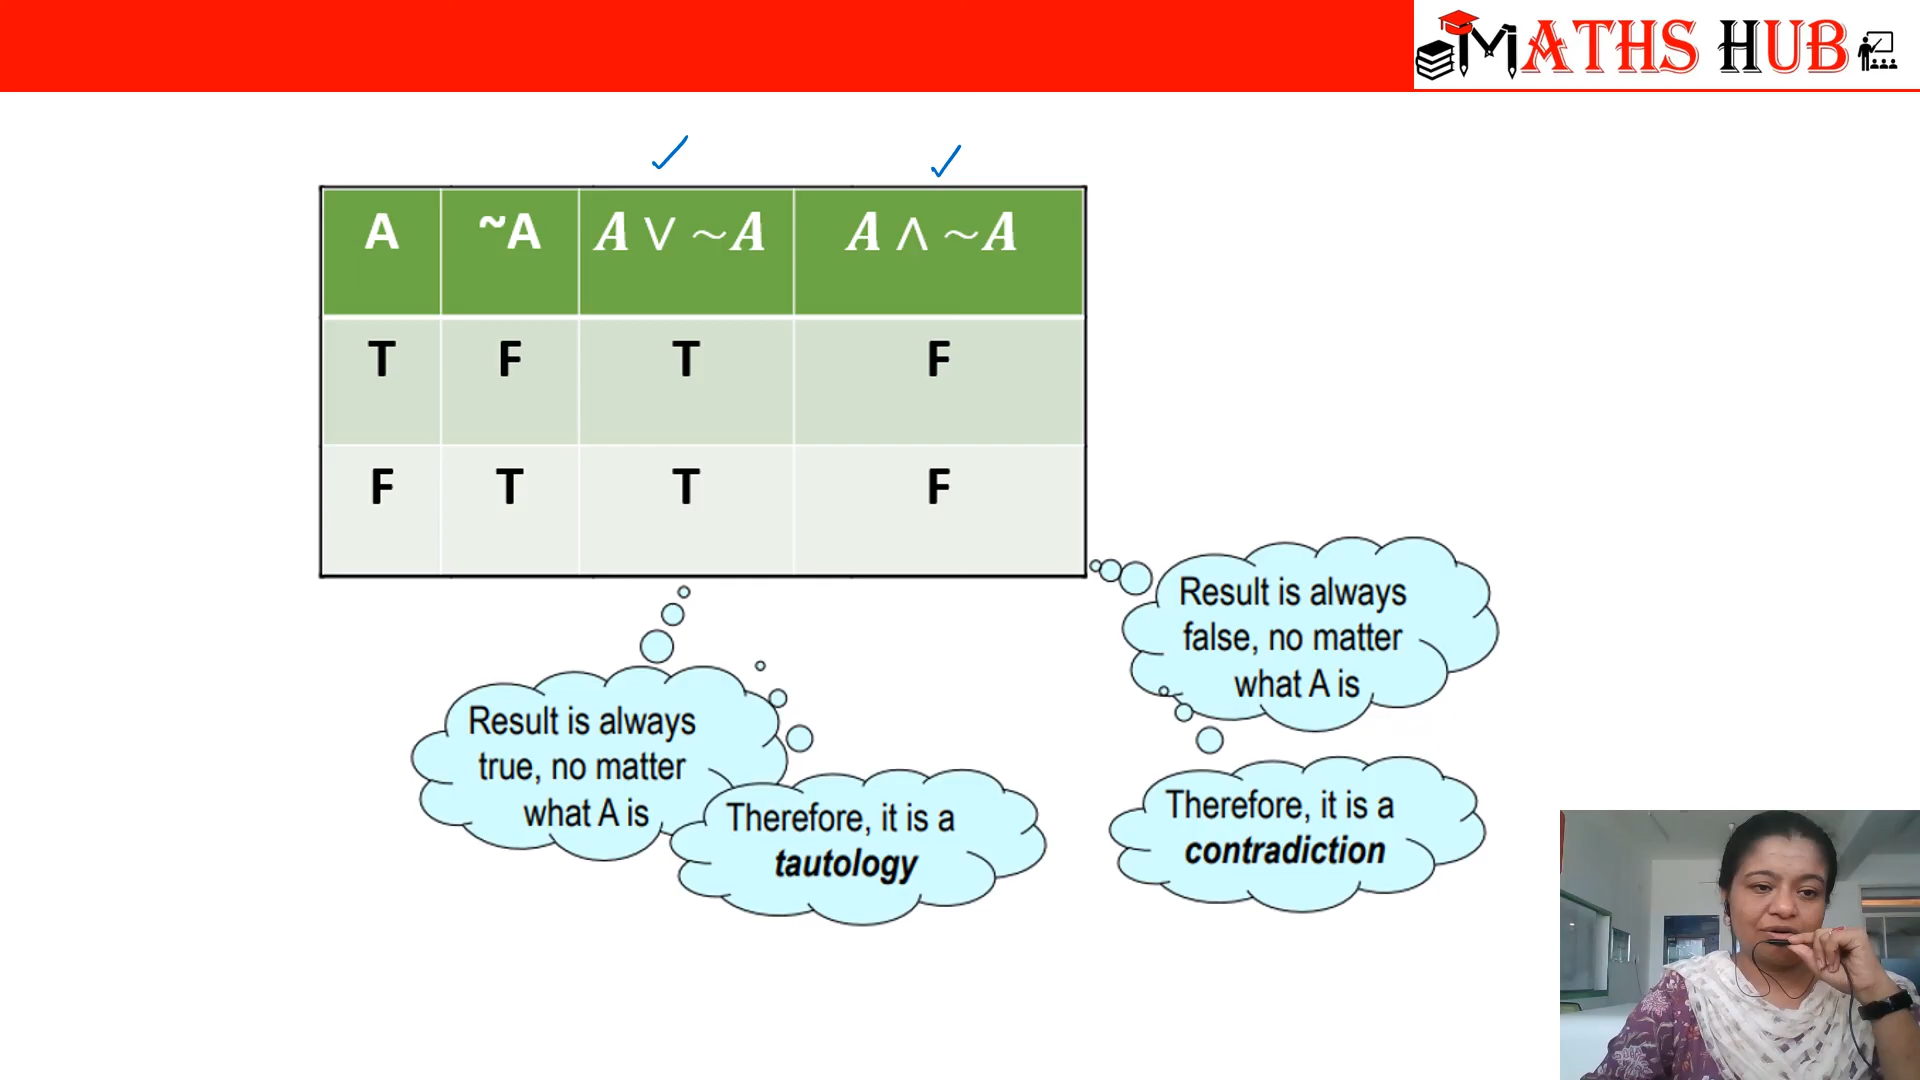 MATHS HUB
A ~A A ∨ ~A A ∧ ~A
T F T F
F T T F
Result is always
true, no matter
what A is
Therefore, it is a
tautology
Result is always
false, no matter
what A is
Therefore, it is a
contradiction